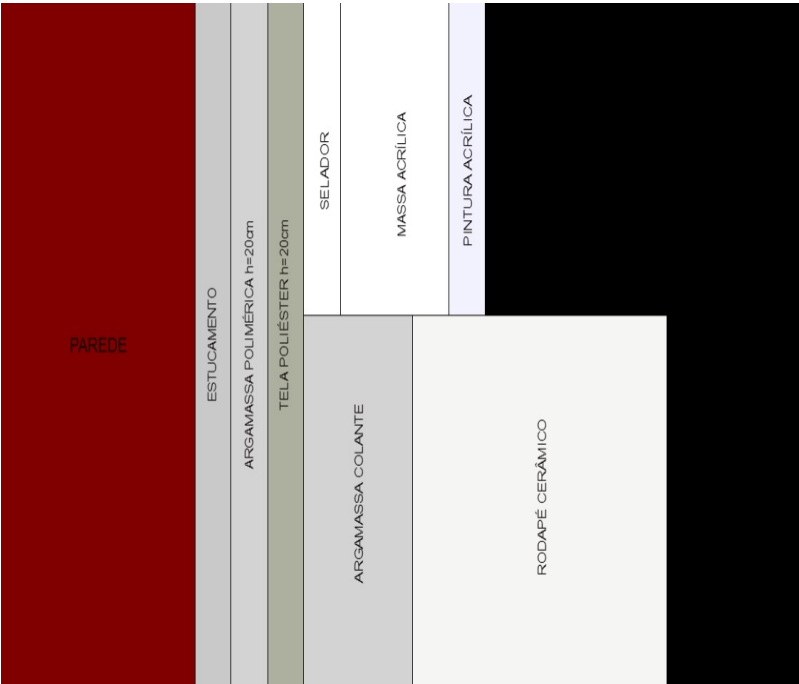 PAREDE
ESTUCAMENTO
ARGAMASSA POLIMÉRICA h=20cm
TELA POLIÉSTER h=20cm
SELADOR
MASSA ACRÍLICA
PINTURA ACRÍLICA
ARGAMASSA COLANTE
RODAPÉ CERÂMICO